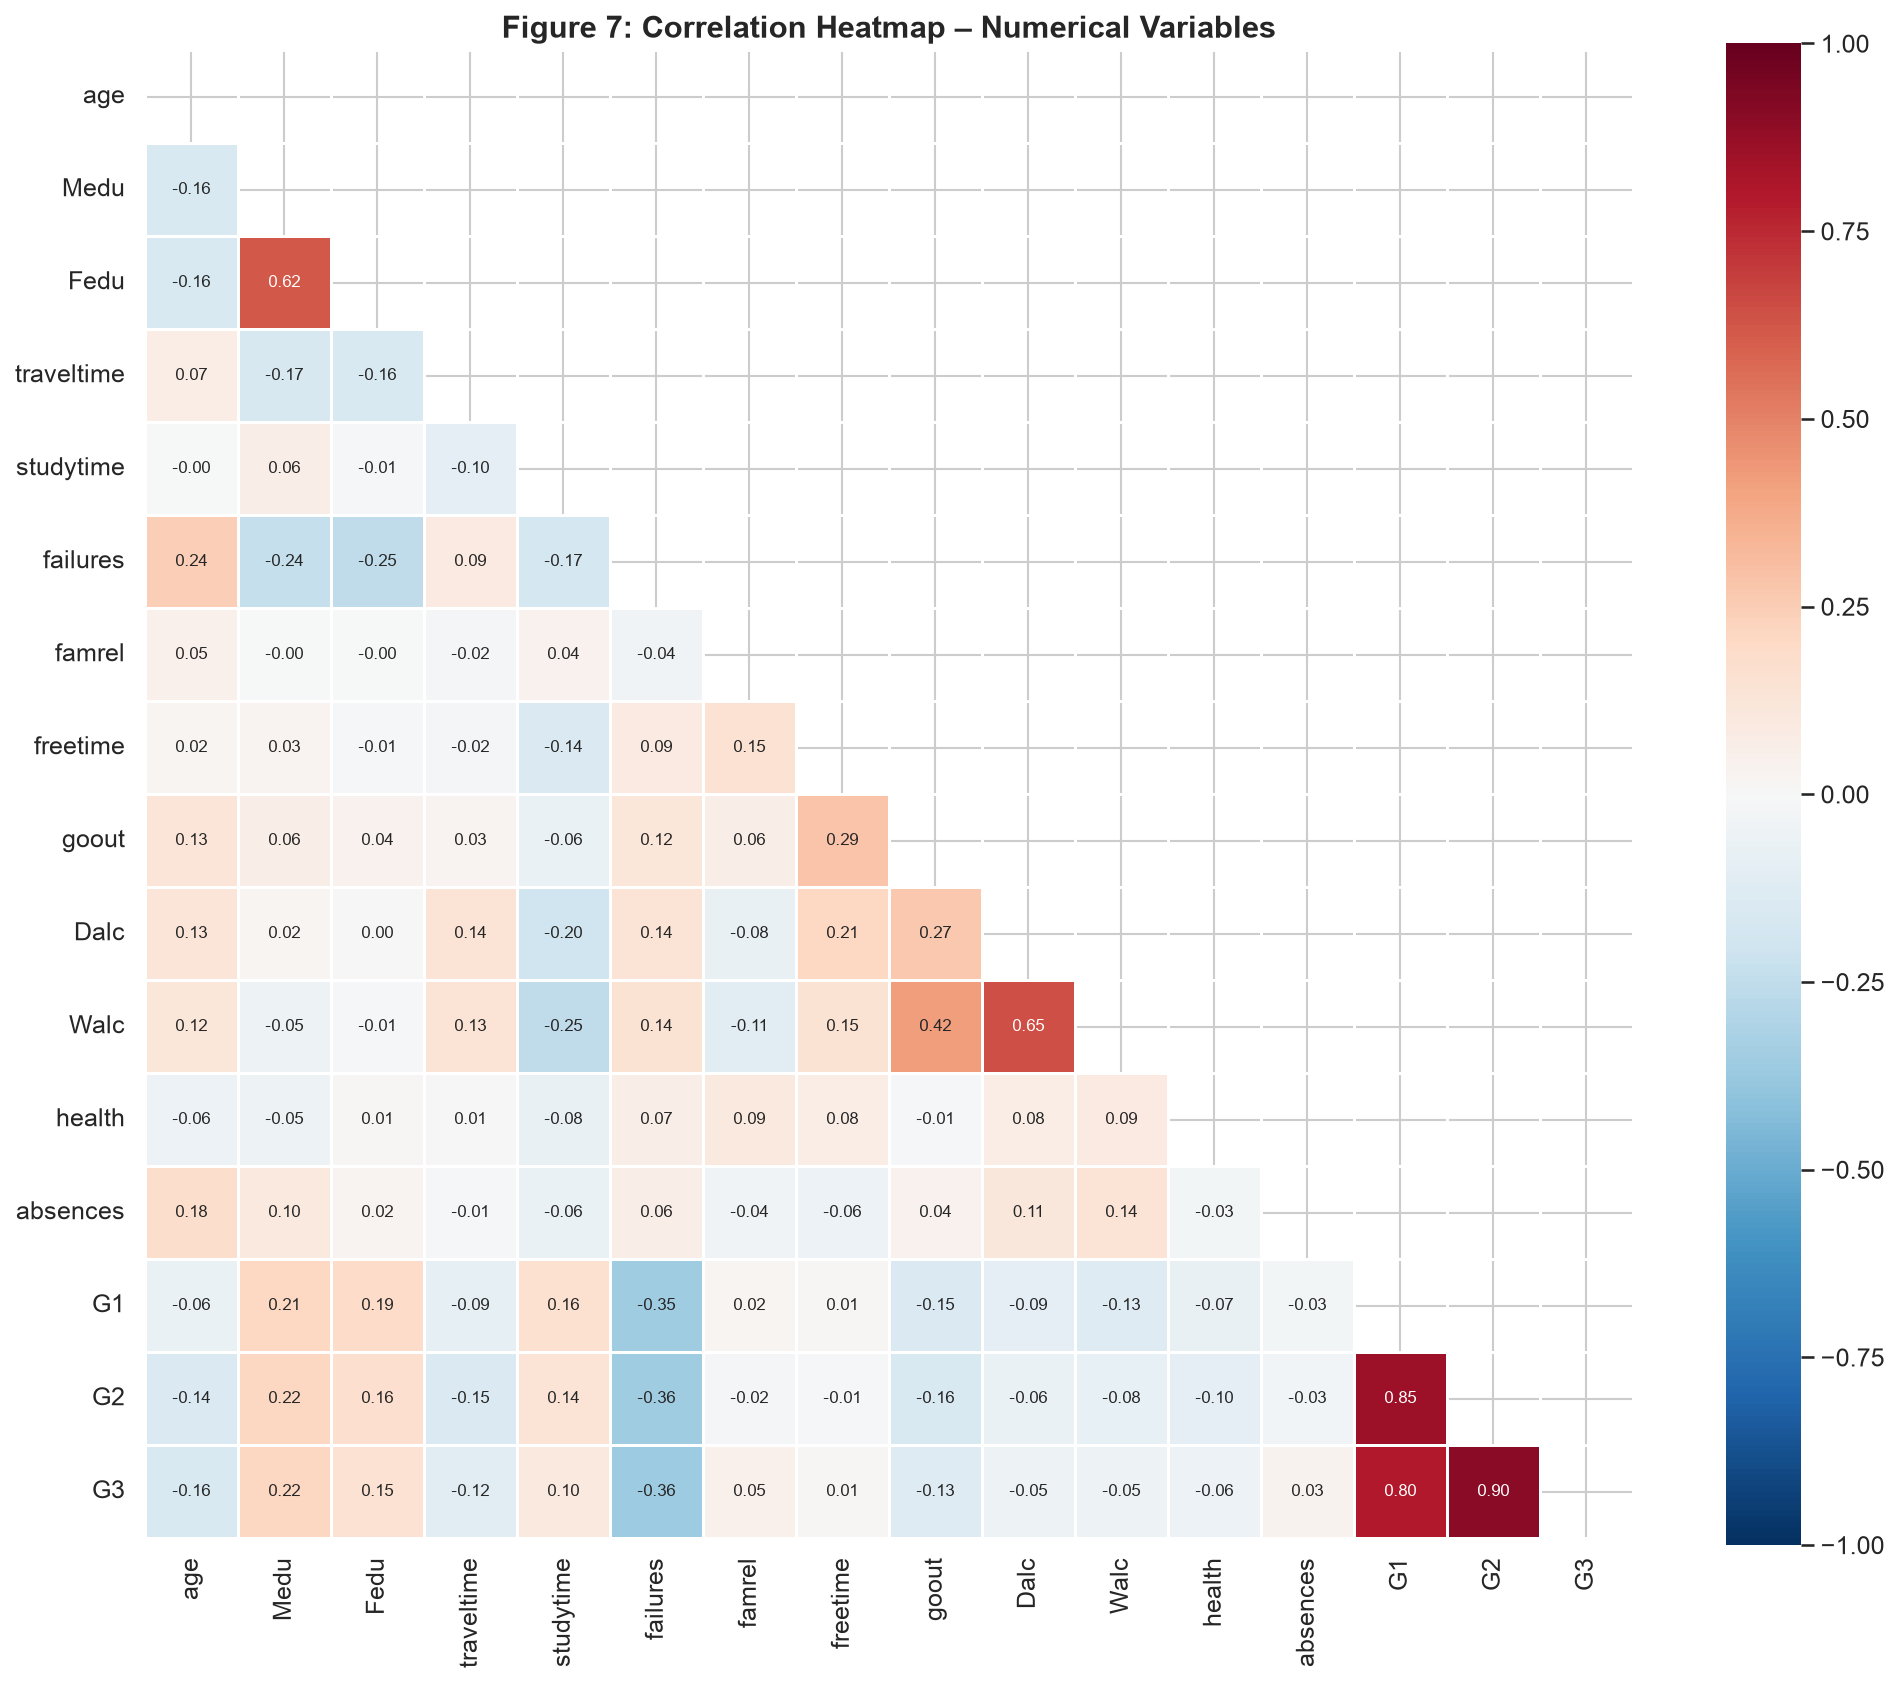 Figure 7: Correlation Heatmap – Numerical Variables
age
Medu -0.16
Fedu -0.16 0.62
traveltime 0.07 -0.17 -0.16
studytime -0.00 0.06 -0.01 -0.10
failures 0.24 -0.24 -0.25 0.09 -0.17
famrel 0.05 -0.00 -0.00 -0.02 0.04 -0.04
freetime 0.02 0.03 -0.01 -0.02 -0.14 0.09 0.15
goout 0.13 0.06 0.04 0.03 -0.06 0.12 0.06 0.29
Dalc 0.13 0.02 0.00 0.14 -0.20 0.14 -0.08 0.21 0.27
Walc 0.12 -0.05 -0.01 0.13 -0.25 0.14 -0.11 0.15 0.42 0.65
health -0.06 -0.05 0.01 0.01 -0.08 0.07 0.09 0.08 -0.01 0.08 0.09
absences 0.18 0.10 0.02 -0.01 -0.06 0.06 -0.04 -0.06 0.04 0.11 0.14 -0.03
G1 -0.06 0.21 0.19 -0.09 0.16 -0.35 0.02 0.01 -0.15 -0.09 -0.13 -0.07 -0.03
G2 -0.14 0.22 0.16 -0.15 0.14 -0.36 -0.02 -0.01 -0.16 -0.06 -0.08 -0.10 -0.03 0.85
G3 -0.16 0.22 0.15 -0.12 0.10 -0.36 0.05 0.01 -0.13 -0.05 -0.05 -0.06 0.03 0.80 0.90
age Medu Fedu traveltime studytime failures famrel freetime goout Dalc Walc health absences G1 G2 G3
1.00
0.75
0.50
0.25
0.00
−0.25
−0.50
−0.75
−1.00